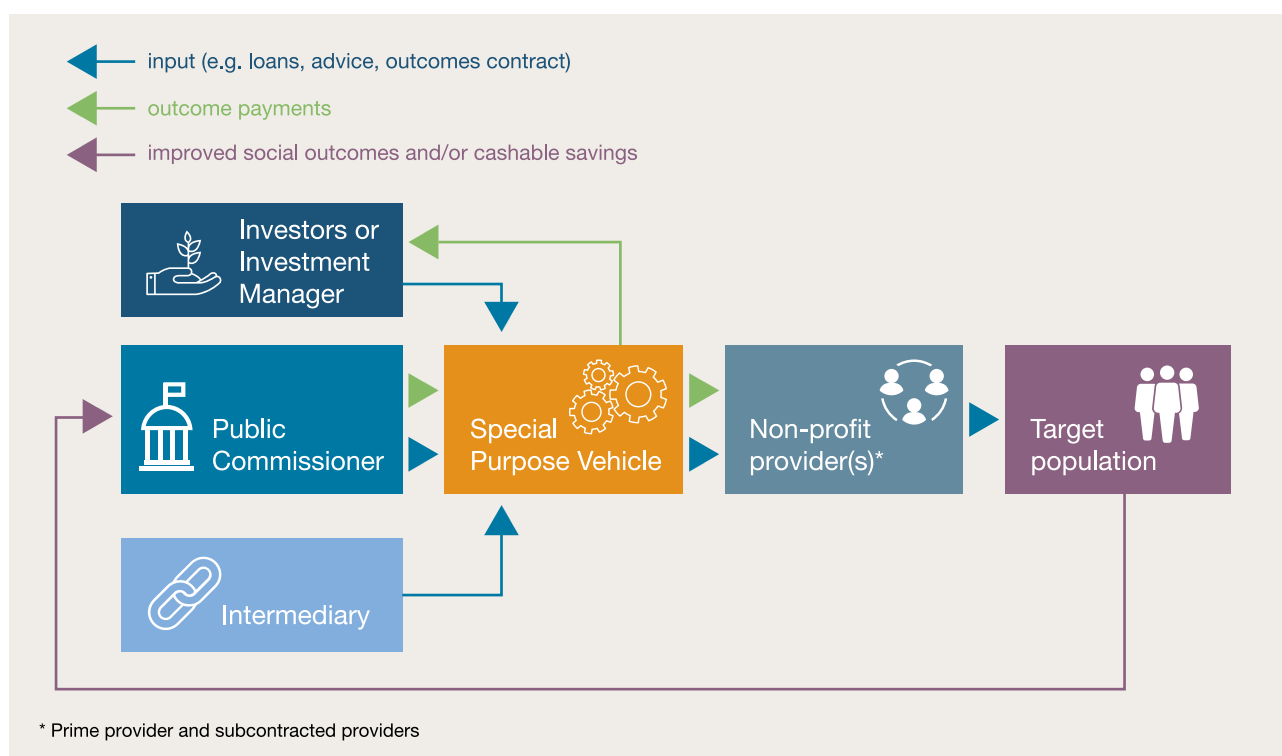 input (e.g. loans, advice, outcomes contract)
outcome payments
improved social outcomes and/or cashable savings
Investors or
Investment
Manager
Public
Commissioner
Special
Purpose Vehicle
Non-profit
provider(s)*
Target
population
Intermediary
* Prime provider and subcontracted providers